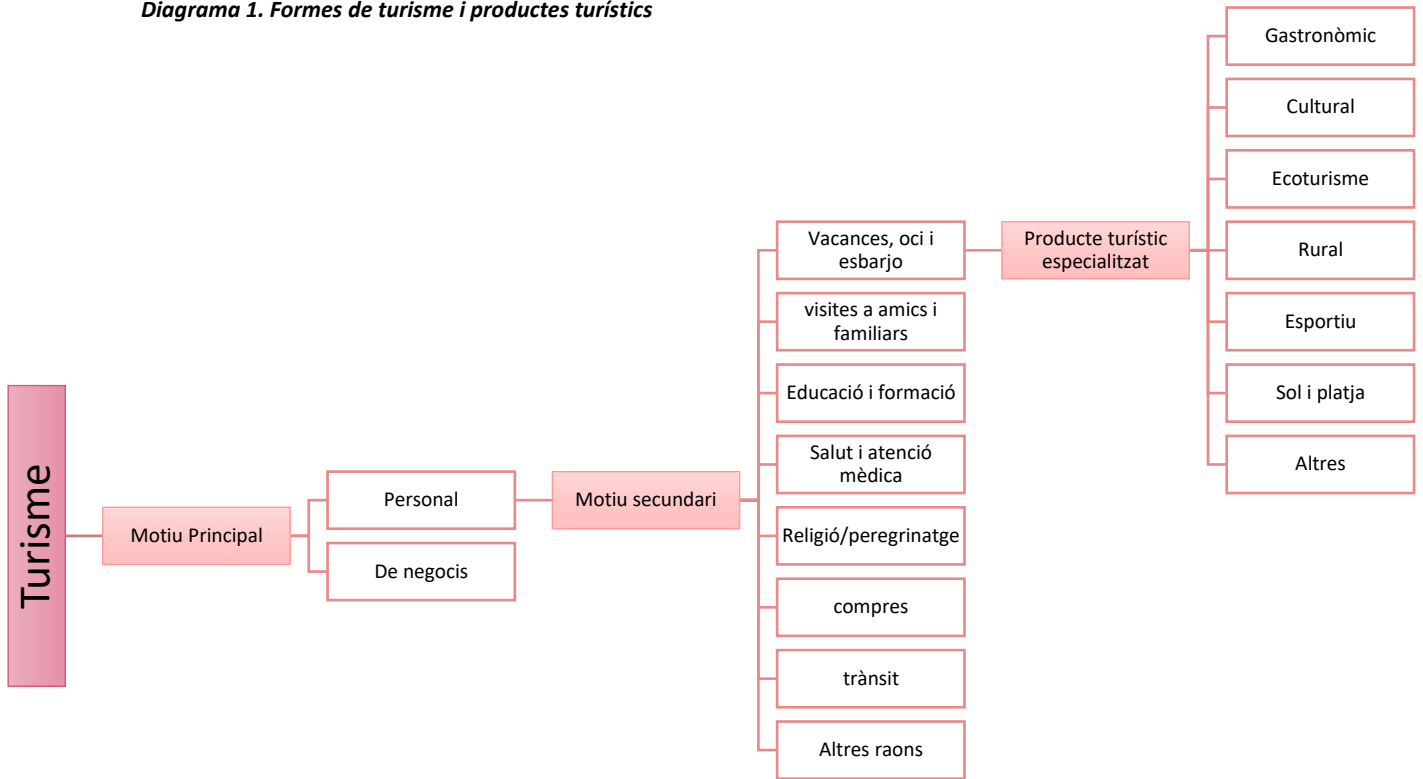 Diagrama 1. Formes de turisme i productes turístics
Turisme
Motiu Principal
Personal
De negocis
Motiu secundari
Vacances, oci i
esbarjo
visites a amics i
familiars
Educació i formació
Salut i atenció
mèdica
Religió/peregrinatge
compres
trànsit
Altres raons
Producte turístic
especialitzat
Gastronòmic
Cultural
Ecoturisme
Rural
Esportiu
Sol i platja
Altres